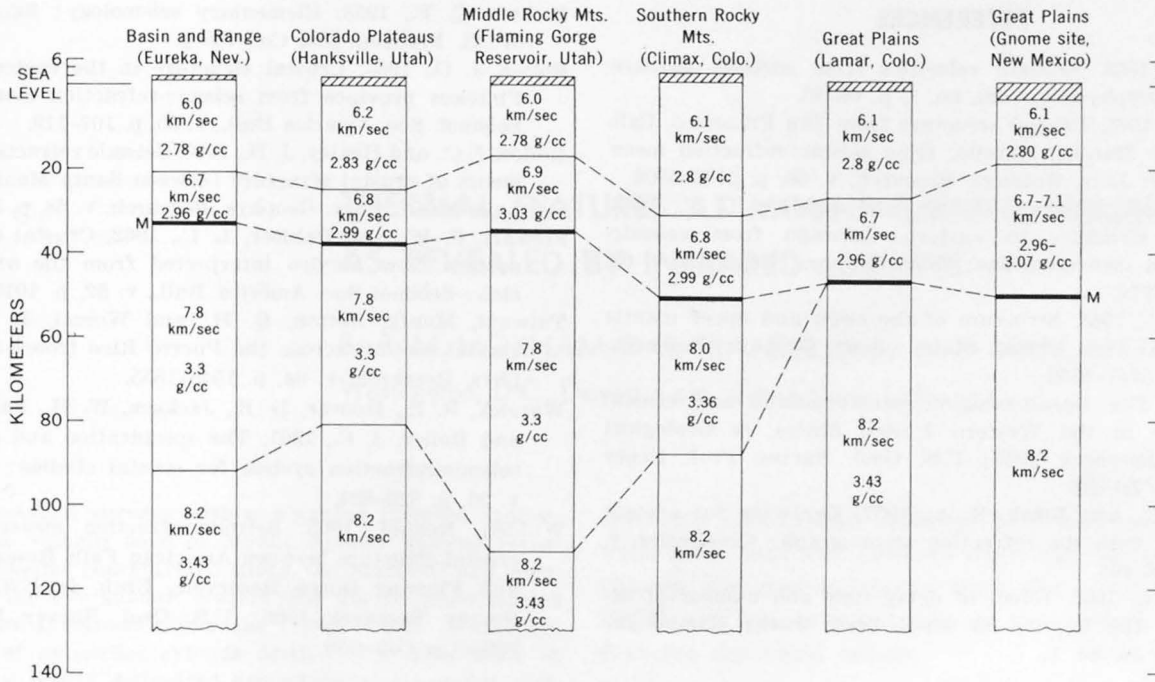 Basin and Range
(Eureka, Nev.)
Colorado Plateaus
(Hanksville, Utah)
Middle Rocky Mts.
(Flaming Gorge
Reservoir, Utah)
Southern Rocky
Mts.
(Climax, Colo.)
Great Plains
(Lamar, Colo.)
Great Plains
(Gnome site,
New Mexico)
6
SEA
LEVEL
20
40
60
80
100
120
140
KILOMETERS
M
6.0
km/sec
2.78 g/cc
6.7
km/sec
2.96 g/cc
7.8
km/sec
3.3
g/cc
8.2
km/sec
3.43
g/cc
6.2
km/sec
2.83 g/cc
6.8
km/sec
2.99 g/cc
7.8
km/sec
3.3
g/cc
8.2
km/sec
6.0
km/sec
2.78 g/cc
6.9
km/sec
3.03 g/cc
7.8
km/sec
3.3
g/cc
8.2
km/sec
3.43
g/cc
6.1
km/sec
2.8 g/cc
6.8
km/sec
2.99 g/cc
8.0
km/sec
3.36
g/cc
8.2
km/sec
6.1
km/sec
2.8 g/cc
6.7
km/sec
2.96 g/cc
8.2
km/sec
3.43
g/cc
6.1
km/sec
2.80 g/cc
6.7–7.1
km/sec
2.96–
3.07 g/cc
M
8.2
km/sec